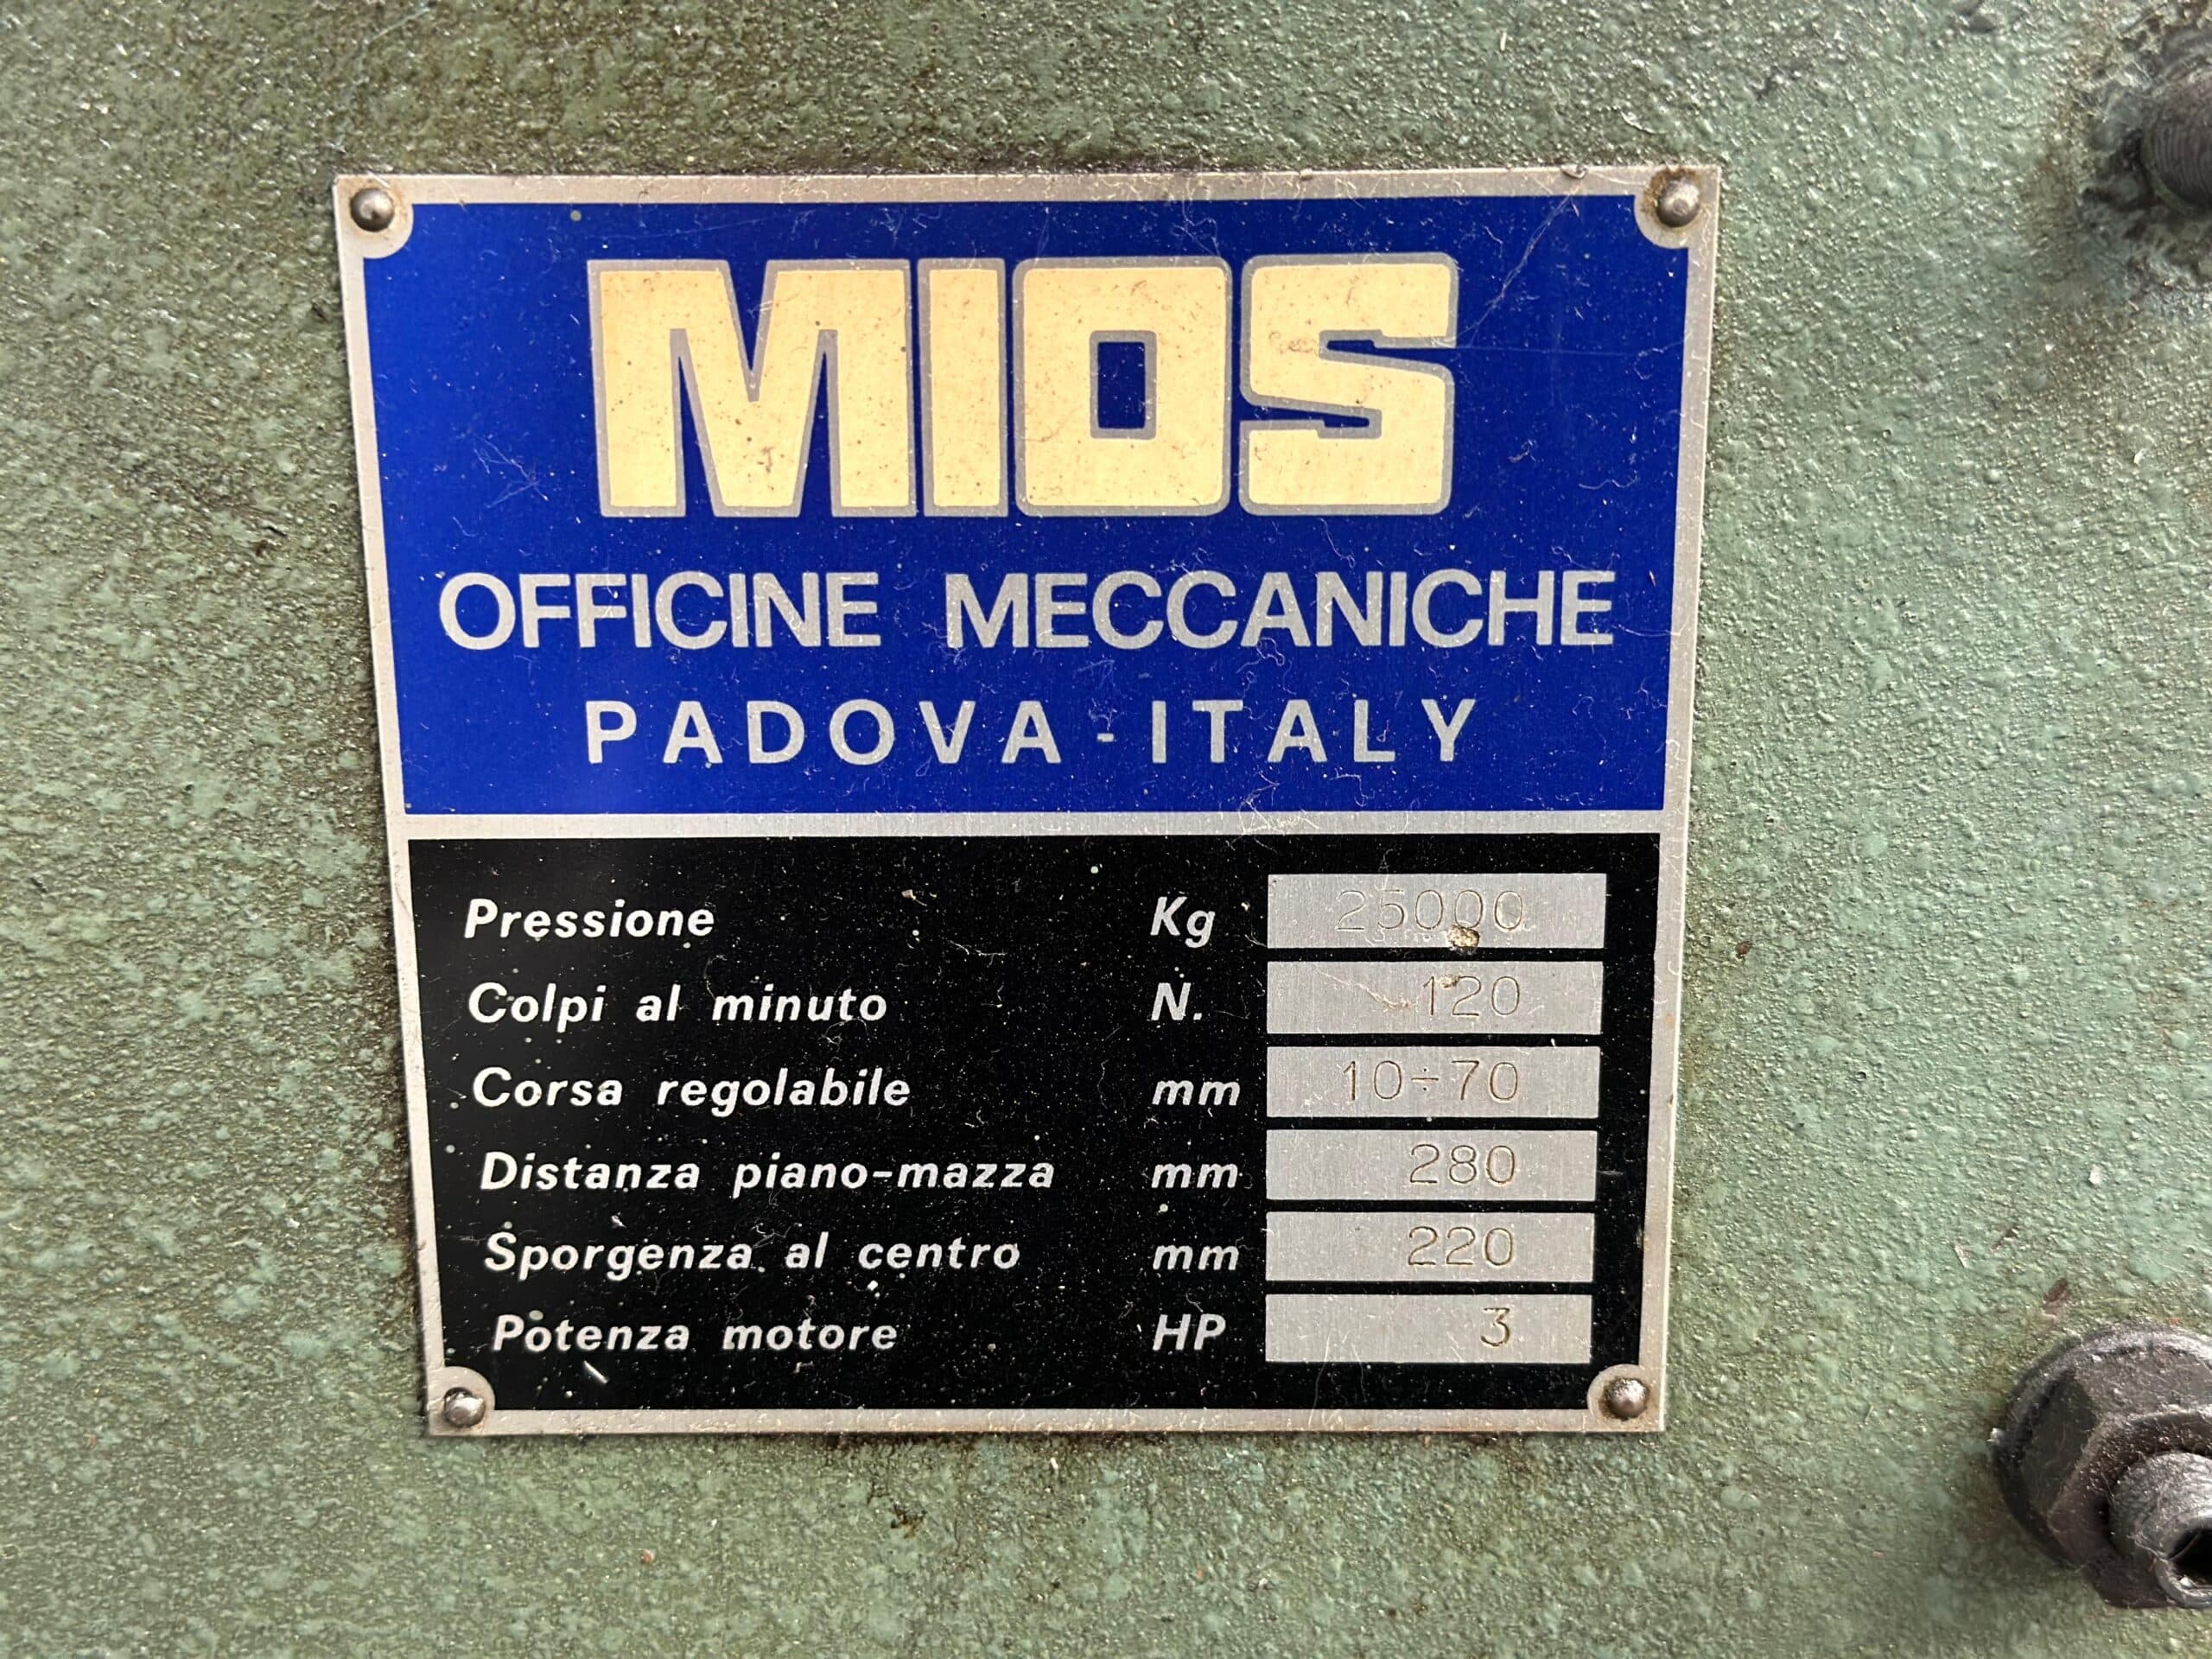 MIOS
OFFICINE MECCANICHE
PADOVA - ITALY
Pressione Kg 25000
Colpi al minuto N. 120
Corsa regolabile mm 10÷70
Distanza piano-mazza mm 280
Sporgenza al centro mm 220
Potenza motore HP 3